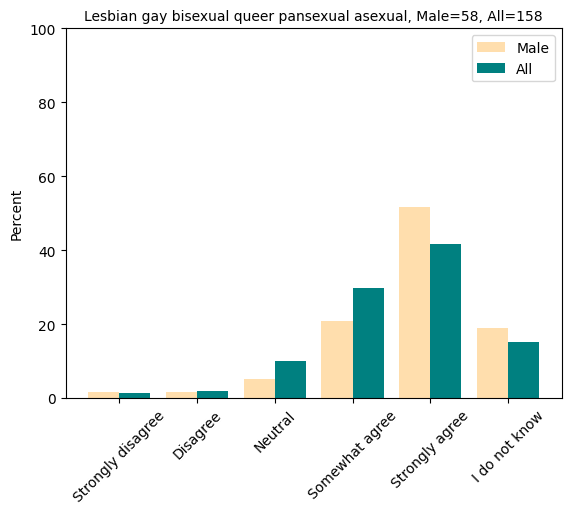 Lesbian gay bisexual queer pansexual asexual, Male=58, All=158
Male
All
Percent
100
80
60
40
20
0
Strongly disagree
Disagree
Neutral
Somewhat agree
Strongly agree
I do not know